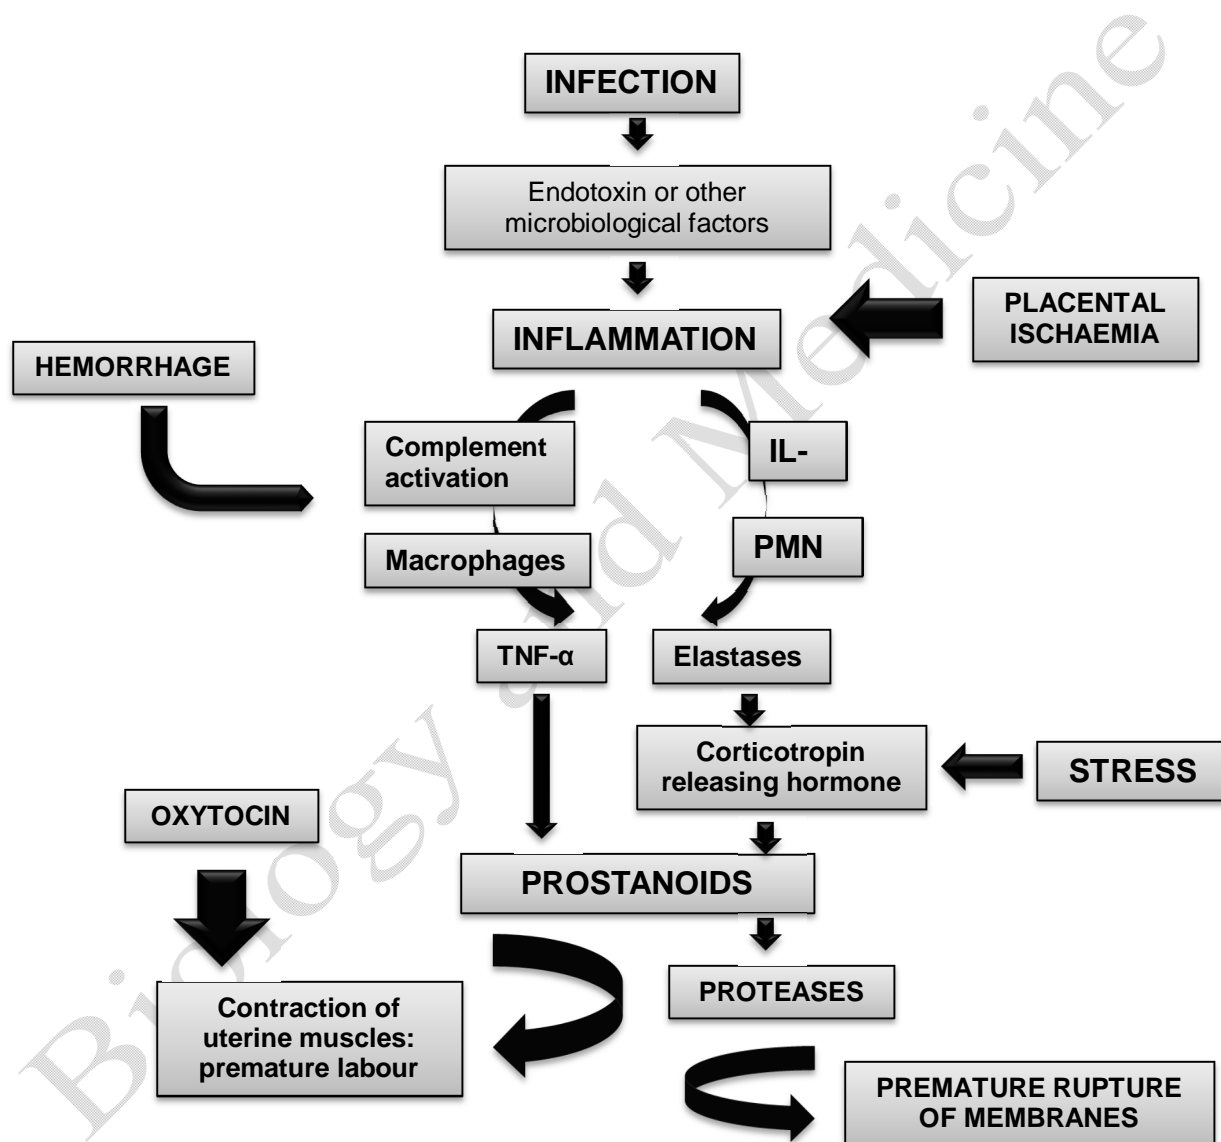 INFECTION
Endotoxin or other
microbiological factors
INFLAMMATION
PLACENTAL
ISCHAEMIA
HEMORRHAGE
Complement
activation
IL-
Macrophages
PMN
TNF-α
Elastases
Corticotropin
releasing hormone
STRESS
OXYTOCIN
PROSTANOIDS
PROTEASES
Contraction of
uterine muscles:
premature labour
PREMATURE RUPTURE
OF MEMBRANES
Biology and Medicine